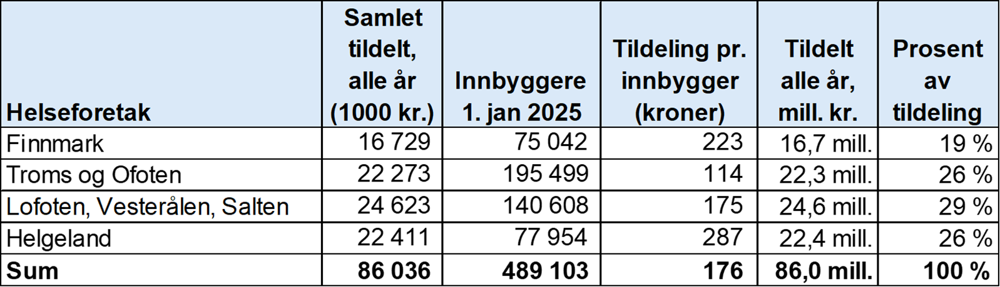 Helseforetak Samlet tildelt, alle år (1000 kr.) Innbyggere 1. jan 2025 Tildeling pr. innbygger (kroner) Tildelt alle år, mill. kr. Prosent av tildeling
Finnmark 16 729 75 042 223 16,7 mill. 19 %
Troms og Ofoten 22 273 195 499 114 22,3 mill. 26 %
Lofoten, Vesterålen, Salten 24 623 140 608 175 24,6 mill. 29 %
Helgeland 22 411 77 954 287 22,4 mill. 26 %
Sum 86 036 489 103 176 86,0 mill. 100 %